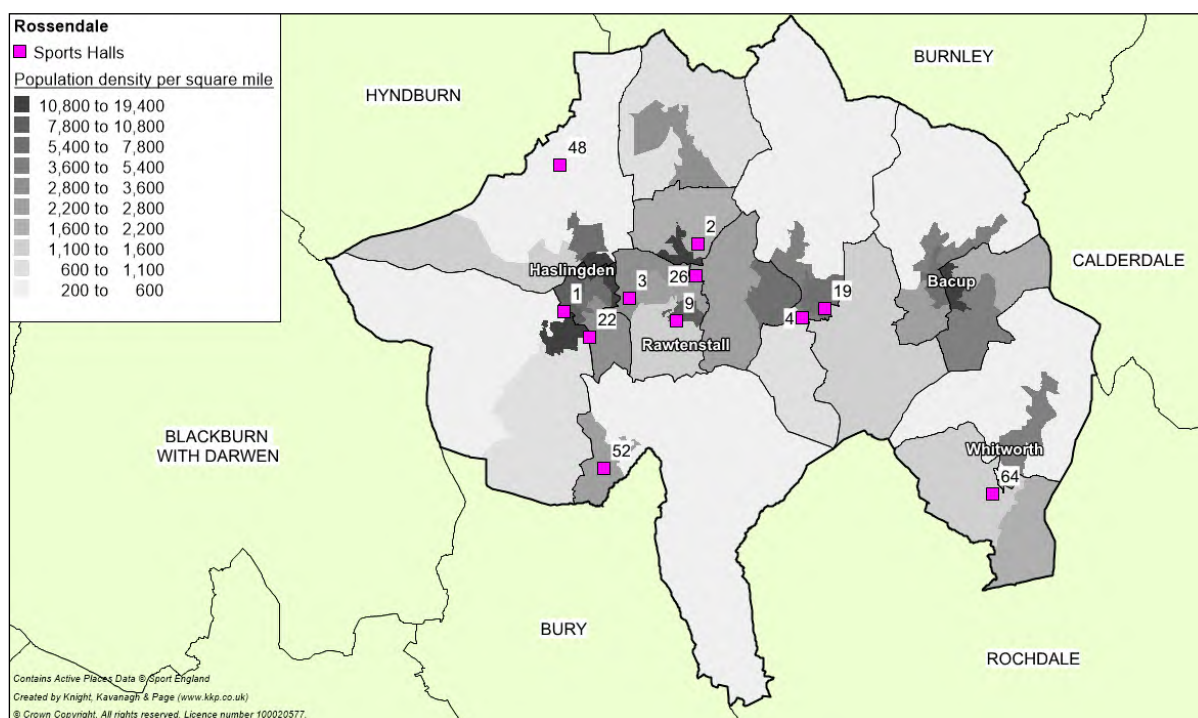 Rossendale
Sports Halls
Population density per square mile
10,800 to 19,400
7,800 to 10,800
5,400 to 7,800
3,600 to 5,400
2,800 to 3,600
2,200 to 2,800
1,600 to 2,200
1,100 to 1,600
600 to 1,100
200 to 600
BURNLEY
HYNDBURN
48
2
CALDERDALE
Haslingden
26
Bacup
1
3
19
9
4
22
Rawtenstall
BLACKBURN
WITH DARWEN
52
Whitworth
64
BURY
ROCHDALE
Contains Active Places Data © Sport England
Created by Knight, Kavanagh & Page (www.kkp.co.uk)
© Crown Copyright. All rights reserved. Licence number 100020577.